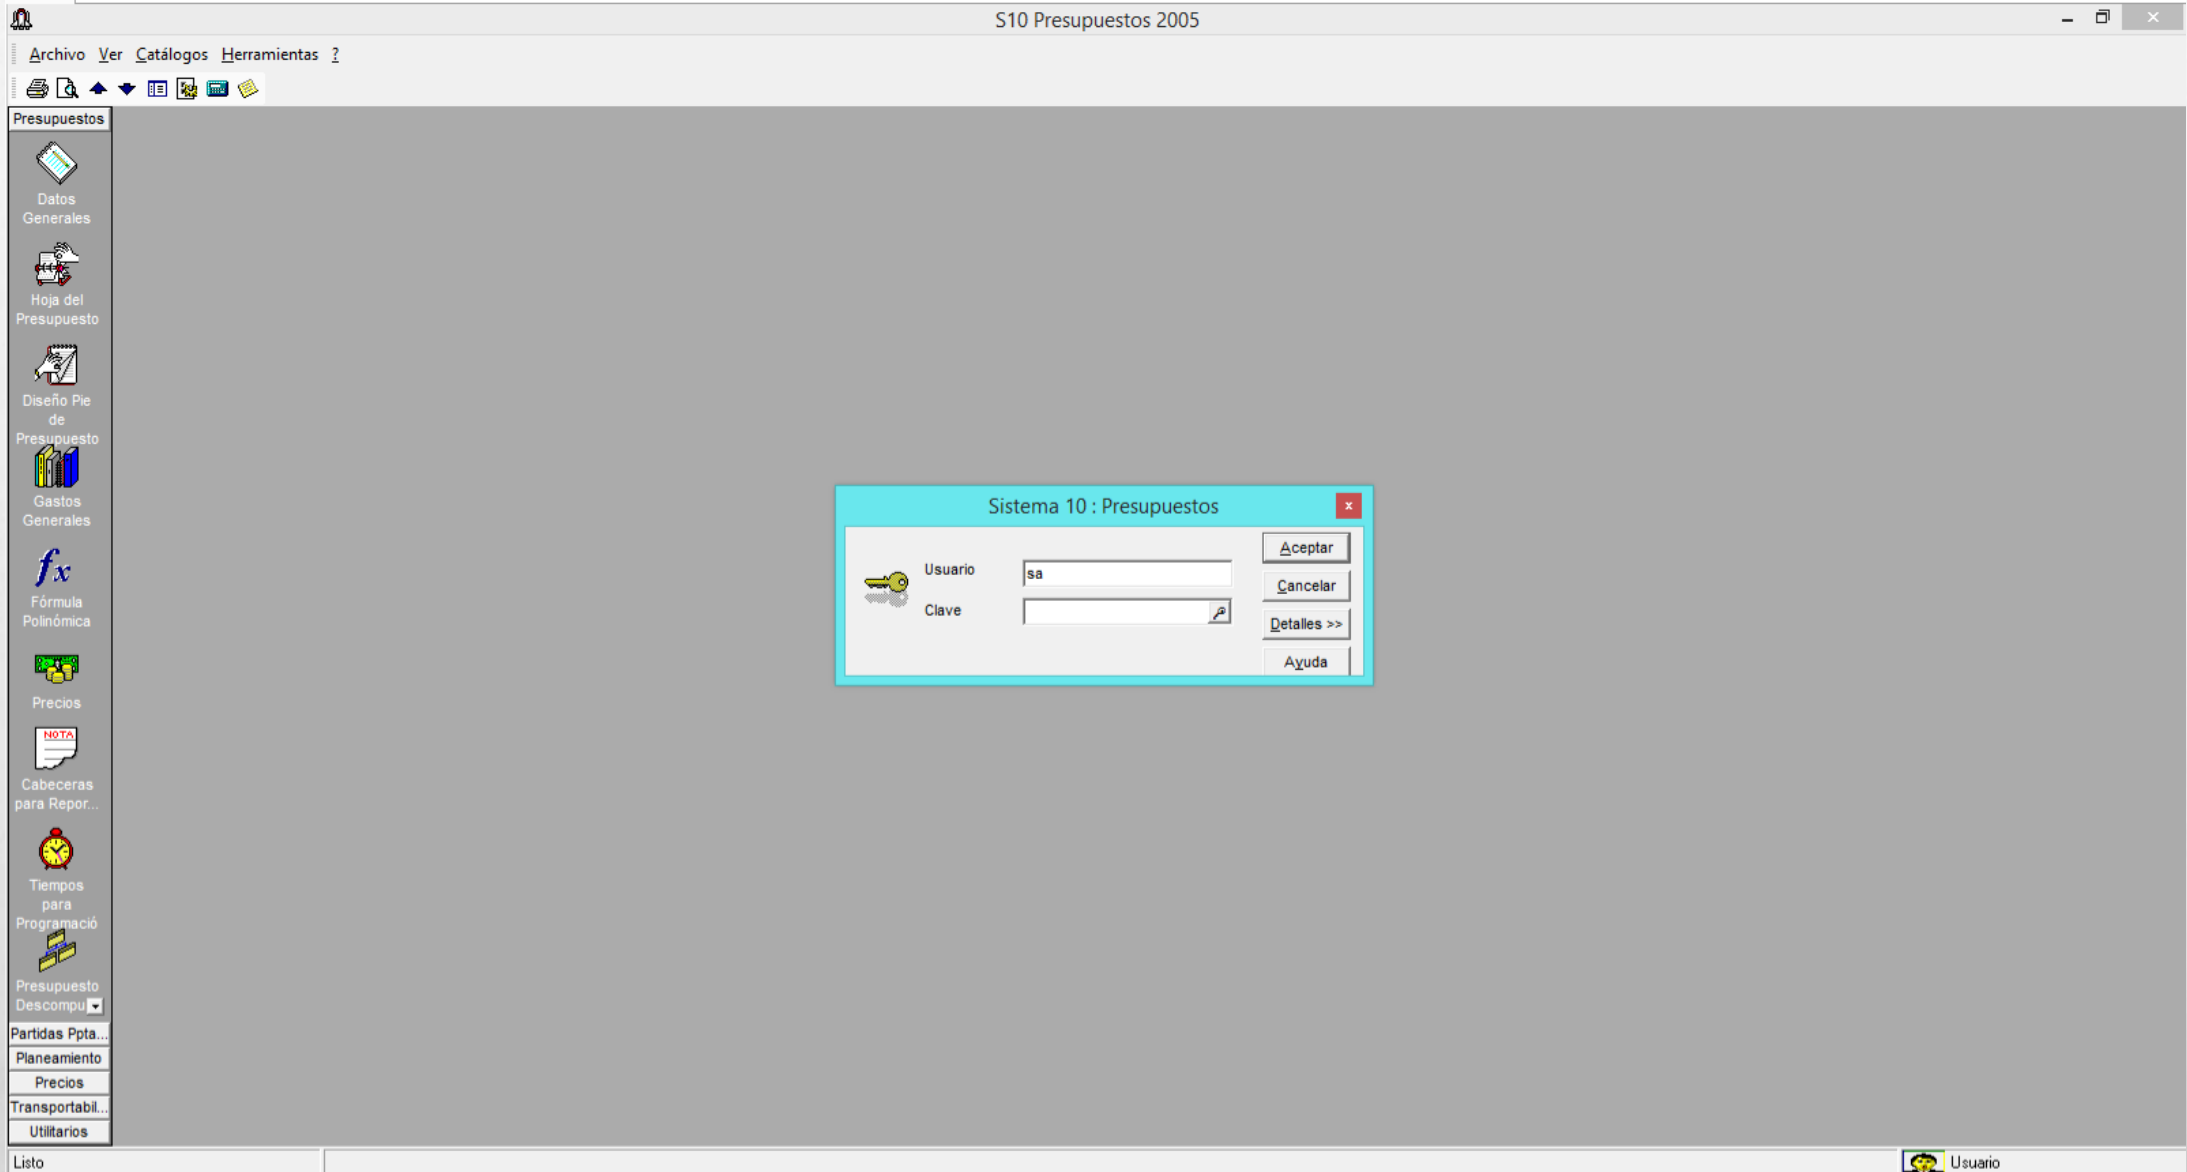 S10 Presupuestos 2005
Archivo Ver Catálogos Herramientas ?
Presupuestos
Datos
Generales
Hoja del
Presupuesto
Diseño Pie
de
Presupuesto
Gastos
Generales
fx
Fórmula
Polinómica
Precios
NOTA
Cabeceras
para Repor...
Tiempos
para
Programació
Presupuesto
Descompu
Partidas Ppta...
Planeamiento
Precios
Transportabil...
Utilitarios
Sistema 10 : Presupuestos
x
Usuario
sa
Clave
Aceptar
Cancelar
Detalles >>
Ayuda
Listo
Usuario